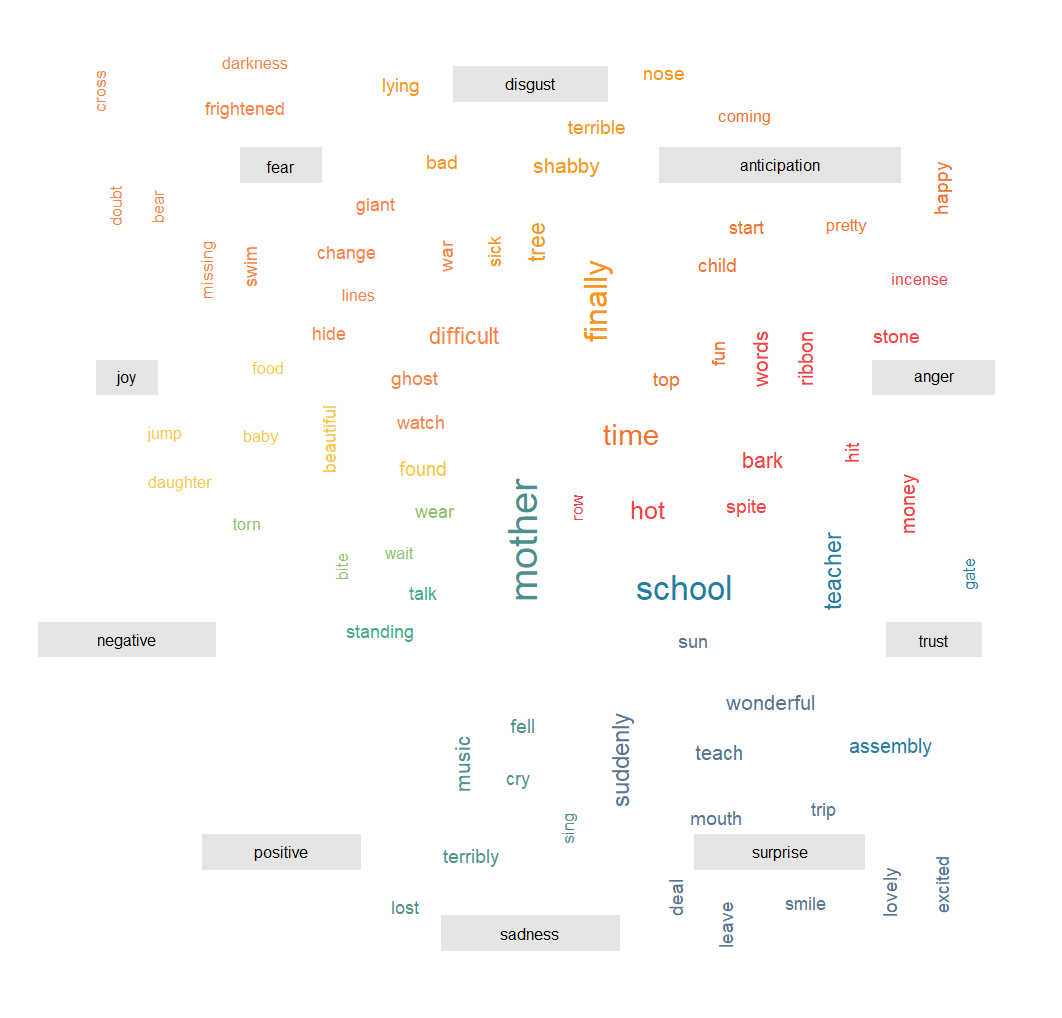 darkness
cross
lying
disgust
nose
frightened
coming
terrible
bad
shabby
anticipation
fear
happy
doubt
bear
giant
start
pretty
missing
swim
change
war
sick
tree
child
finally
incense
lines
hide
difficult
fun
words
ribbon
stone
food
joy
ghost
top
anger
jump
baby
beautiful
watch
time
daughter
found
bark
hit
torn
wear
mother
row
hot
spite
money
bite
wait
talk
school
teacher
gate
negative
standing
sun
trust
wonderful
fell
music
suddenly
teach
assembly
cry
sing
mouth
trip
positive
terribly
surprise
lost
deal
leave
smile
lovely
excited
sadness